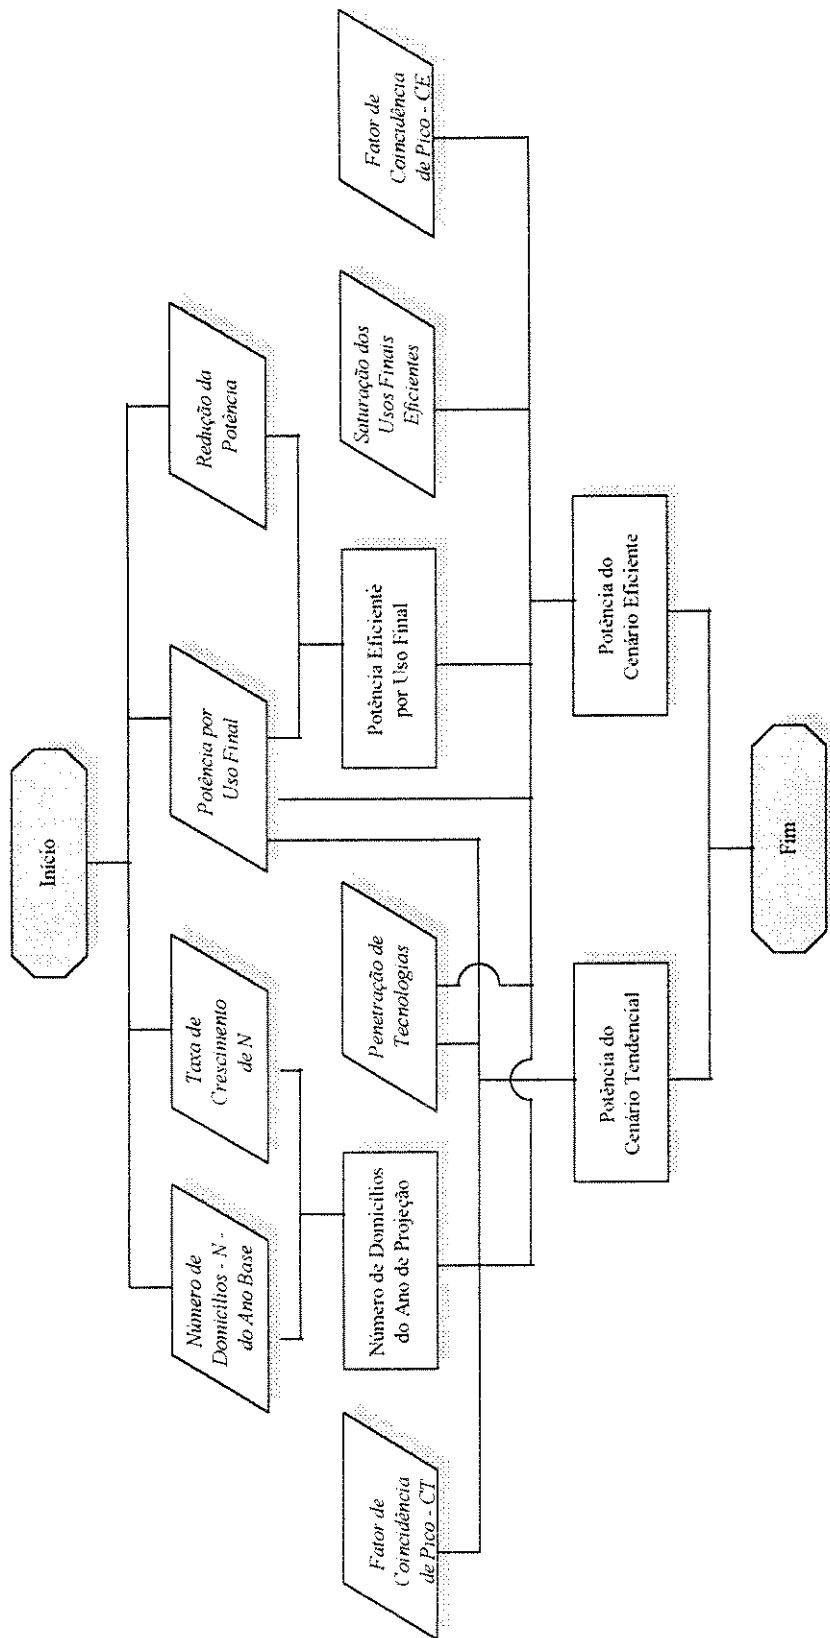 Início
Número de
Domicílios - N -
do Ano Base
Taxa de
Crescimento
de N
Potência por
Uso Final
Redução da
Potência
Fator de
Coincidência
de Pico - CT
Número de Domicílios
do Ano de Projeção
Penetração de
Tecnologias
Potência Eficiente
por Uso Final
Saturação dos
Usos Finais
Eficientes
Fator de
Coincidência
de Pico - CE
Potência do
Cenário Tendencial
Potência do
Cenário Eficiente
Fim